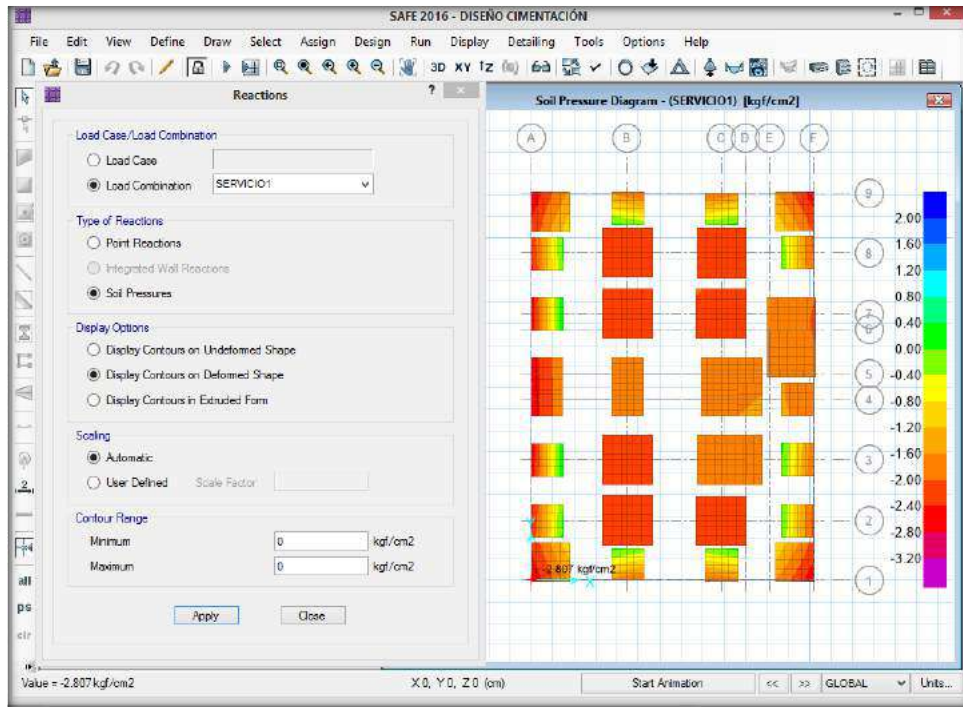 SAFE 2016 - DISEÑO CIMENTACIÓN
File Edit View Define Draw Select Assign Design Run Display Detailing Tools Options Help
3D XY
Reactions
?
Load Case/Load Combination
Load Case
Load Combination SERVICIO1
Type of Reactions
Point Reactions
Integrated Wall Reactions
Soil Pressures
Display Options
Display Contours on Undeformed Shape
Display Contours on Deformed Shape
Display Contours in Extruded Form
Scaling
Automatic
User Defined Scale Factor
Contour Range
Minimum 0 kgf/cm2
Maximum 0 kgf/cm2
Apply Close
all
ps
clr
Soil Pressure Diagram - (SERVICIO1) [kgf/cm2]
A B C D E F
9
8
7
6
5
4
3
2
1
-2.807 kgf/cm2
X
2.00
1.60
1.20
0.80
0.40
0.00
-0.40
-0.80
-1.20
-1.60
-2.00
-2.40
-2.80
-3.20
Value = -2.807 kgf/cm2 X 0, Y 0, Z 0 (cm) Start Animation << >> GLOBAL Units...